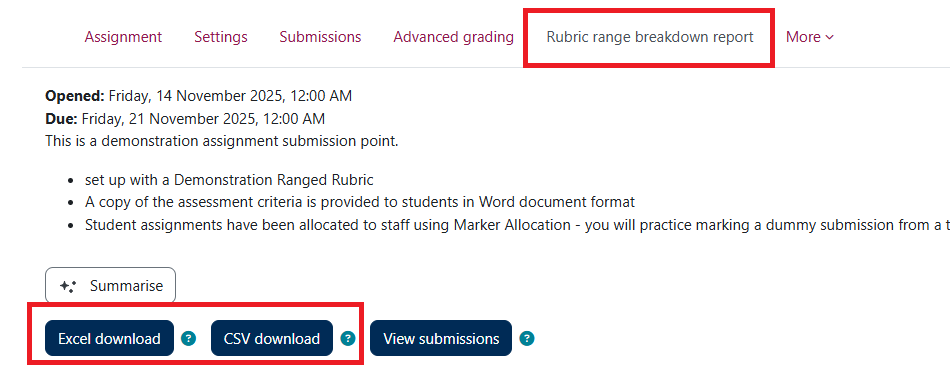 Assignment Settings Submissions Advanced grading Rubric range breakdown report More
Opened: Friday, 14 November 2025, 12:00 AM
Due: Friday, 21 November 2025, 12:00 AM
This is a demonstration assignment submission point.
• set up with a Demonstration Ranged Rubric
• A copy of the assessment criteria is provided to students in Word document format
• Student assignments have been allocated to staff using Marker Allocation - you will practice marking a dummy submission from a t
Summarise
Excel download ? CSV download ? View submissions ?